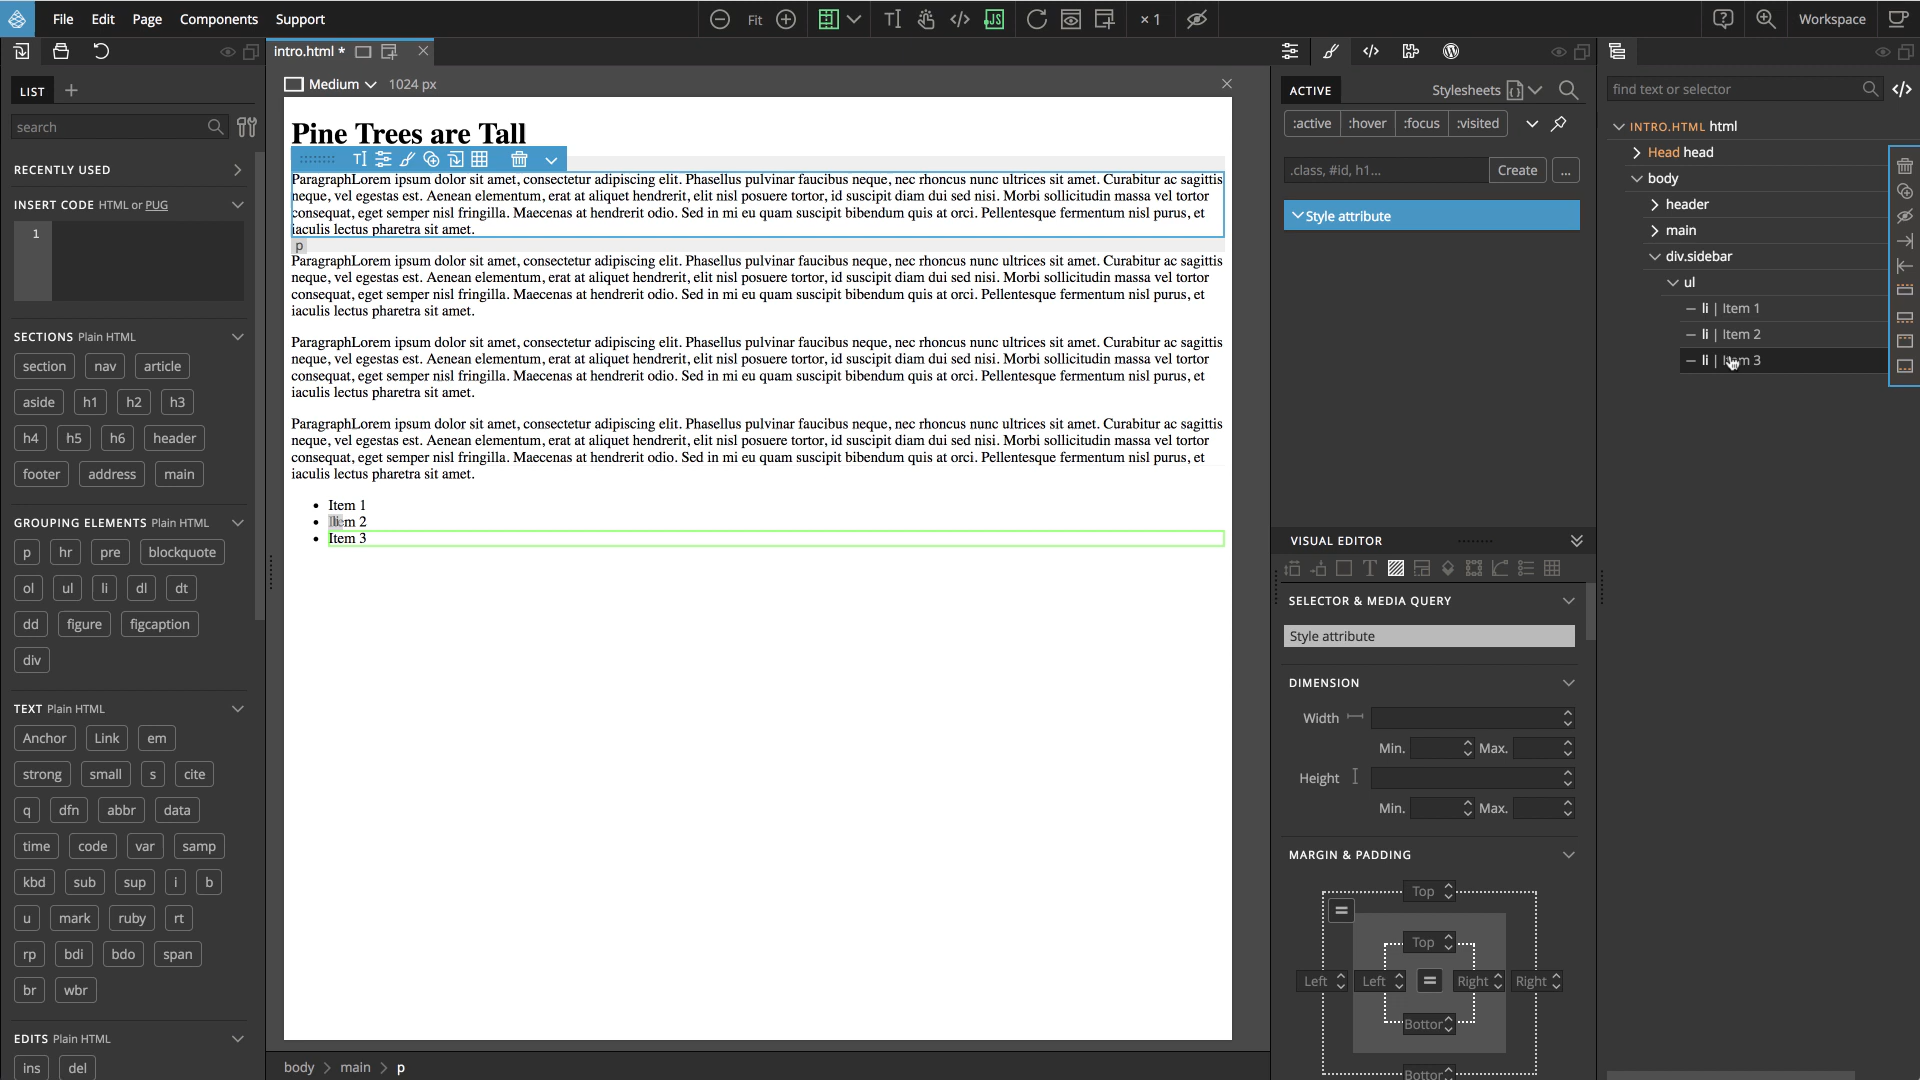 File Edit Page Components Support
Fit
JS
× 1
Workspace
intro.html *
LIST
search
RECENTLY USED
INSERT CODE HTML or PUG
1
SECTIONS Plain HTML
section nav article
aside h1 h2 h3
h4 h5 h6 header
footer address main
GROUPING ELEMENTS Plain HTML
p hr pre blockquote
ol ul li dl dt
dd figure figcaption
div
TEXT Plain HTML
Anchor Link em
strong small s cite
q dfn abbr data
time code var samp
kbd sub sup i b
u mark ruby rt
rp bdi bdo span
br wbr
EDITS Plain HTML
ins del
Medium 1024 px
Pine Trees are Tall
ParagraphLorem ipsum dolor sit amet, consectetur adipiscing elit. Phasellus pulvinar faucibus neque, nec rhoncus nunc ultrices sit amet. Curabitur ac sagittis
neque, vel egestas est. Aenean elementum, erat at aliquet hendrerit, elit nisl posuere tortor, id suscipit diam dui sed nisi. Morbi sollicitudin massa vel tortor
consequat, eget semper nisl fringilla. Maecenas at hendrerit odio. Sed in mi eu quam suscipit bibendum quis at orci. Pellentesque fermentum nisl purus, et
iaculis lectus pharetra sit amet.
p
ParagraphLorem ipsum dolor sit amet, consectetur adipiscing elit. Phasellus pulvinar faucibus neque, nec rhoncus nunc ultrices sit amet. Curabitur ac sagittis
neque, vel egestas est. Aenean elementum, erat at aliquet hendrerit, elit nisl posuere tortor, id suscipit diam dui sed nisi. Morbi sollicitudin massa vel tortor
consequat, eget semper nisl fringilla. Maecenas at hendrerit odio. Sed in mi eu quam suscipit bibendum quis at orci. Pellentesque fermentum nisl purus, et
iaculis lectus pharetra sit amet.
ParagraphLorem ipsum dolor sit amet, consectetur adipiscing elit. Phasellus pulvinar faucibus neque, nec rhoncus nunc ultrices sit amet. Curabitur ac sagittis
neque, vel egestas est. Aenean elementum, erat at aliquet hendrerit, elit nisl posuere tortor, id suscipit diam dui sed nisi. Morbi sollicitudin massa vel tortor
consequat, eget semper nisl fringilla. Maecenas at hendrerit odio. Sed in mi eu quam suscipit bibendum quis at orci. Pellentesque fermentum nisl purus, et
iaculis lectus pharetra sit amet.
ParagraphLorem ipsum dolor sit amet, consectetur adipiscing elit. Phasellus pulvinar faucibus neque, nec rhoncus nunc ultrices sit amet. Curabitur ac sagittis
neque, vel egestas est. Aenean elementum, erat at aliquet hendrerit, elit nisl posuere tortor, id suscipit diam dui sed nisi. Morbi sollicitudin massa vel tortor
consequat, eget semper nisl fringilla. Maecenas at hendrerit odio. Sed in mi eu quam suscipit bibendum quis at orci. Pellentesque fermentum nisl purus, et
iaculis lectus pharetra sit amet.
Item 1
Item 2
Item 3
body main p
ACTIVE Stylesheets
:active :hover :focus :visited
.class, #id, h1... Create ...
Style attribute
VISUAL EDITOR
SELECTOR & MEDIA QUERY
Style attribute
DIMENSION
Width
Min. Max.
Height
Min. Max.
MARGIN & PADDING
Top
Top
Left Left Right Right
Bottor
Bottor
find text or selector
INTRO.HTML html
Head head
body
header
main
div.sidebar
ul
li | Item 1
li | Item 2
li | Item 3